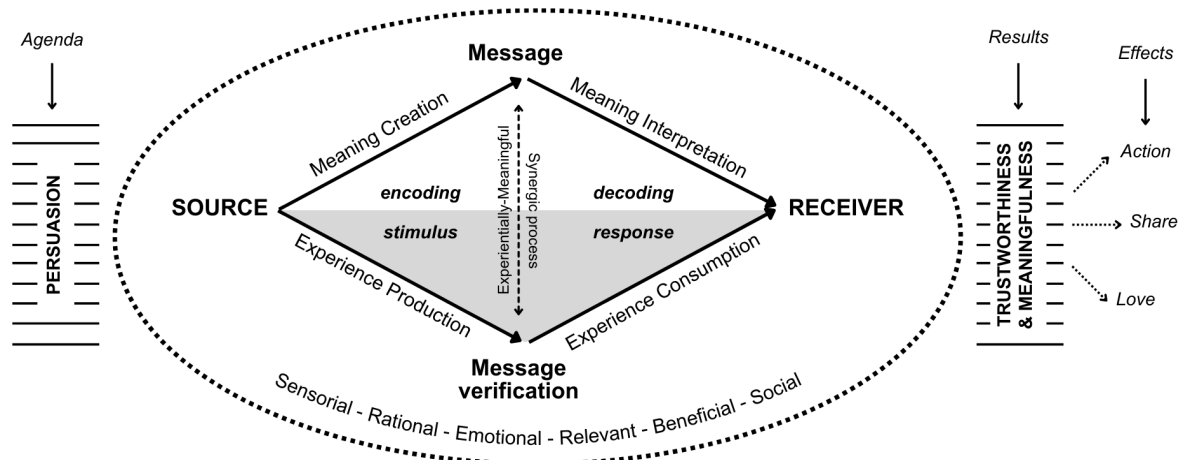 Agenda
PERSUASION
Message
Meaning Creation
Meaning Interpretation
SOURCE
encoding
decoding
stimulus
response
Experientially-Meaningful
Synergic process
RECEIVER
Experience Production
Experience Consumption
Message
verification
Sensorial - Rational - Emotional - Relevant - Beneficial - Social
Results
TRUSTWORTHINESS
& MEANINGFULNESS
Effects
Action
Share
Love